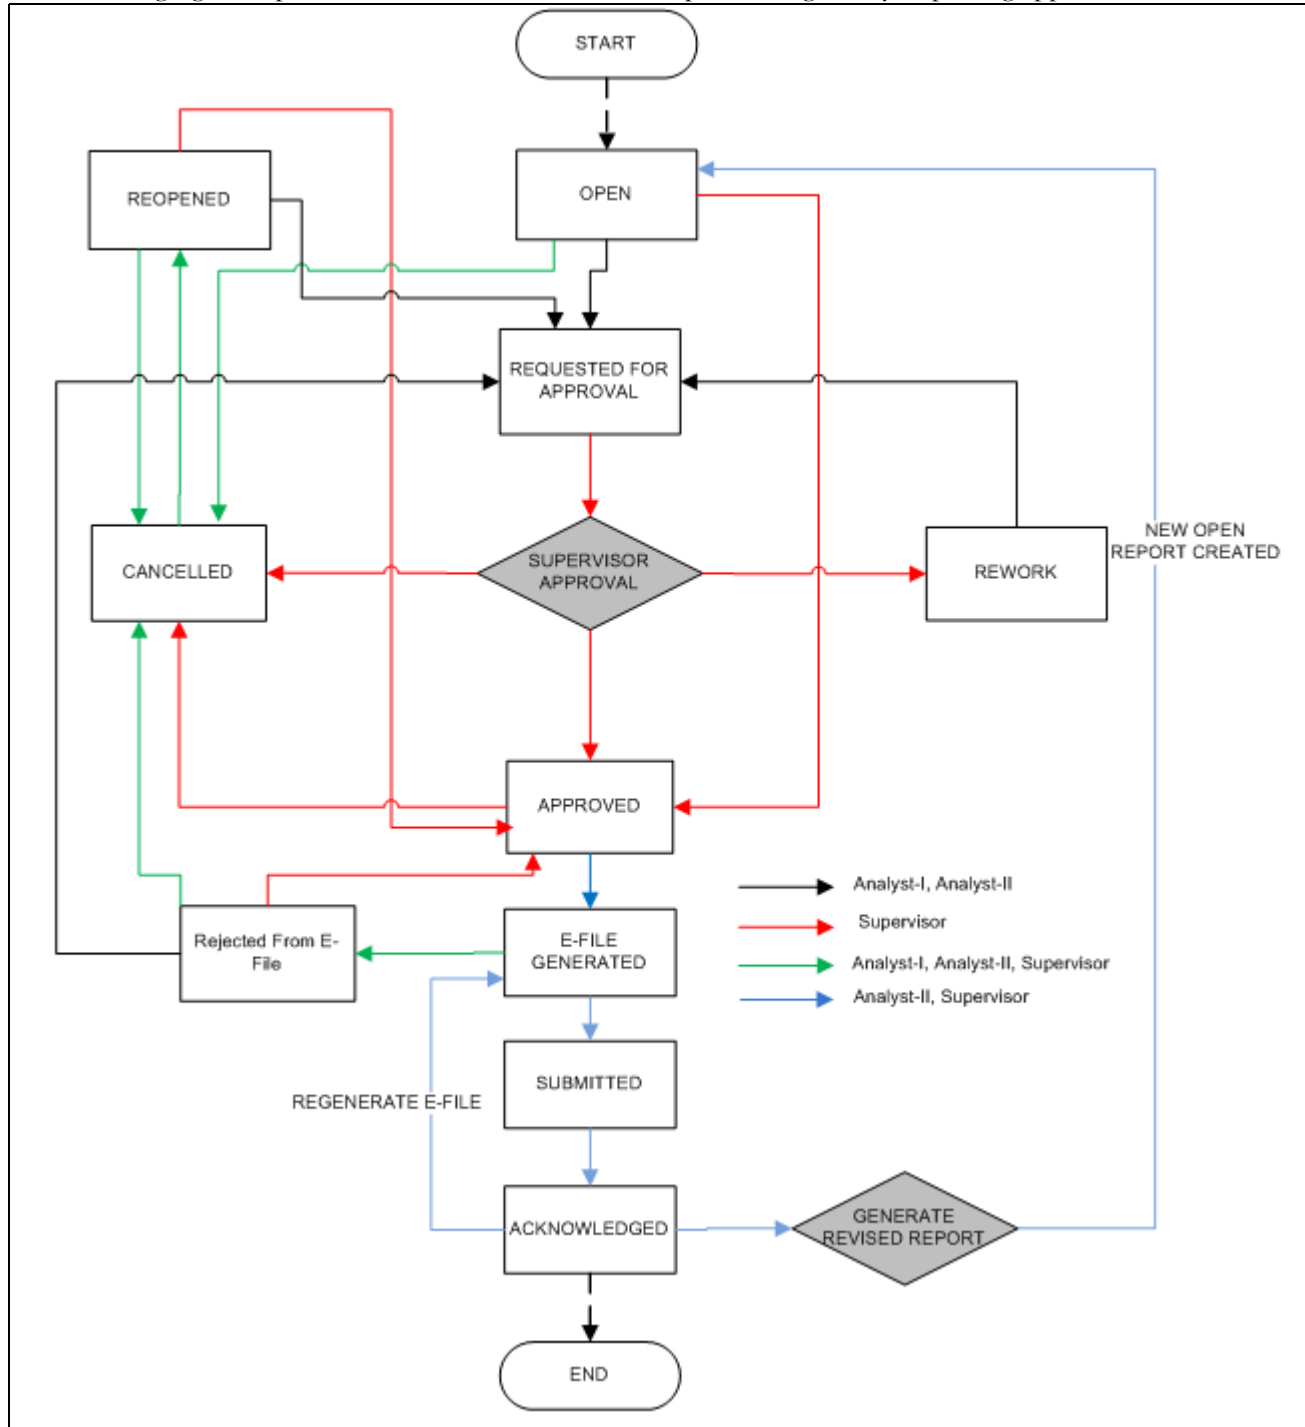 START
REOPENED
OPEN
REQUESTED FOR
APPROVAL
CANCELLED
SUPERVISOR
APPROVAL
REWORK
NEW OPEN
REPORT CREATED
APPROVED
Analyst-I, Analyst-II
Supervisor
Analyst-I, Analyst-II, Supervisor
Analyst-II, Supervisor
Rejected From E-
File
E-FILE
GENERATED
SUBMITTED
REGENERATE E-FILE
ACKNOWLEDGED
GENERATE
REVISED REPORT
END